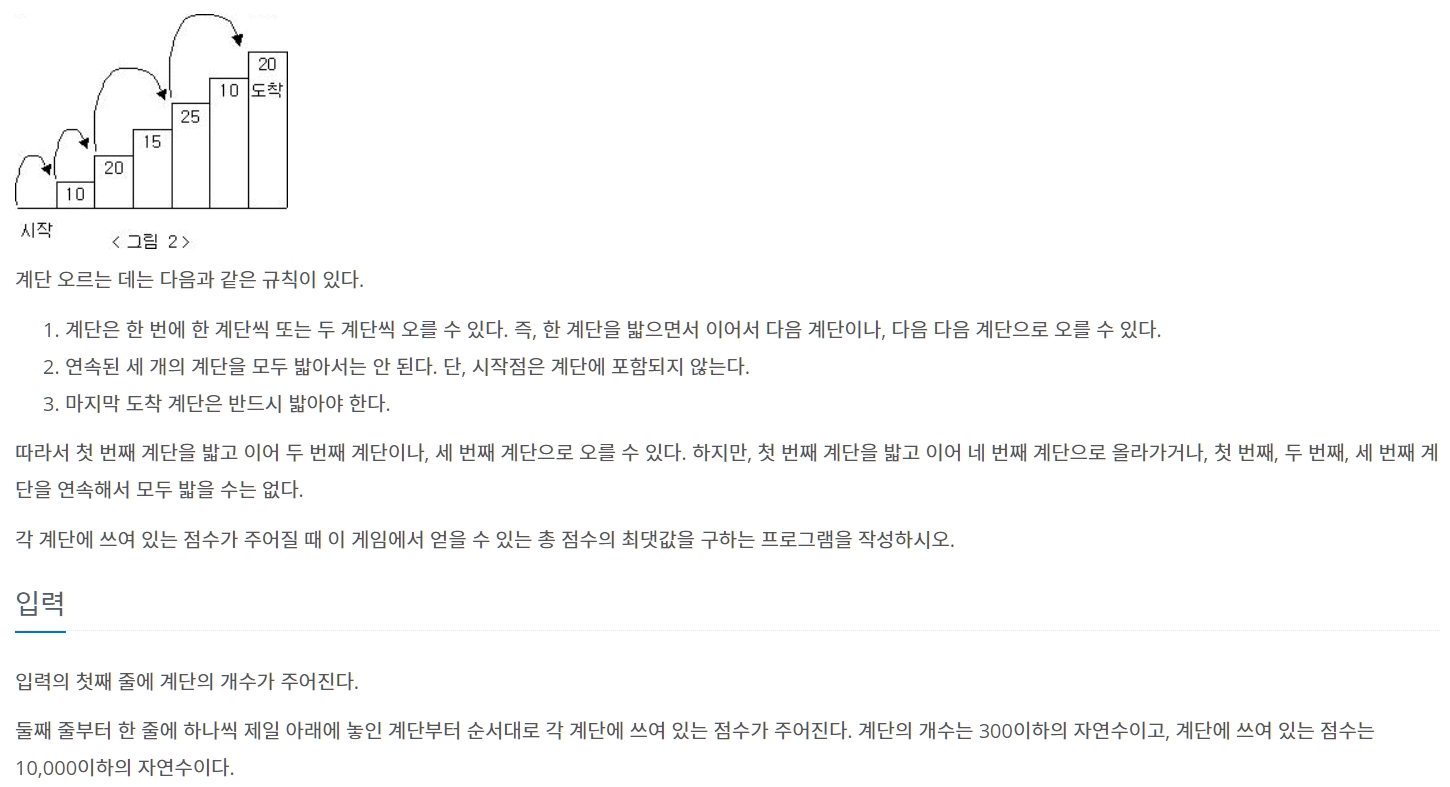 20
10 도착
25
15
20
10
시작
< 그림 2>
계단 오르는 데는 다음과 같은 규칙이 있다.
1. 계단은 한 번에 한 계단씩 또는 두 계단씩 오를 수 있다. 즉, 한 계단을 밟으면서 이어서 다음 계단이나, 다음 다음 계단으로 오를 수 있다.
2. 연속된 세 개의 계단을 모두 밟아서는 안 된다. 단, 시작점은 계단에 포함되지 않는다.
3. 마지막 도착 계단은 반드시 밟아야 한다.
따라서 첫 번째 계단을 밟고 이어 두 번째 계단이나, 세 번째 계단으로 오를 수 있다. 하지만, 첫 번째 계단을 밟고 이어 네 번째 계단으로 올라가거나, 첫 번째, 두 번째, 세 번째 계
단을 연속해서 모두 밟을 수는 없다.
각 계단에 쓰여 있는 점수가 주어질 때 이 게임에서 얻을 수 있는 총 점수의 최댓값을 구하는 프로그램을 작성하시오.
입력
입력의 첫째 줄에 계단의 개수가 주어진다.
둘째 줄부터 한 줄에 하나씩 제일 아래에 놓인 계단부터 순서대로 각 계단에 쓰여 있는 점수가 주어진다. 계단의 개수는 300이하의 자연수이고, 계단에 쓰여 있는 점수는
10,000이하의 자연수이다.